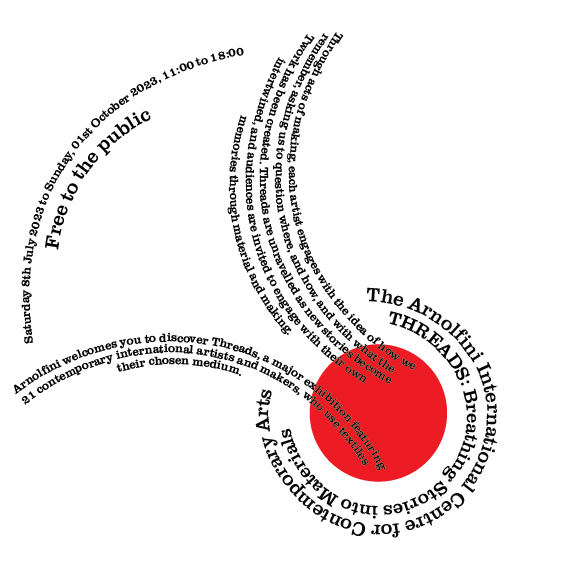 Saturday 8th July 2023 to Sunday, 01st October 2023, 11:00 to 18:00
Free to the public
Through acts of making, each artist engages with the idea of how we
remember, asking us to question where, and how, and with what the
Twork has been created. Threads are unravelled as new stories become
intertwined, and audiences are invited to engage with their own
memories through material and making.
The Arnolfini International Centre for Contemporary Arts
THREADS: Breathing Stories into Materials
Arnolfini welcomes you to discover Threads, a major exhibition featuring
21 contemporary international artists and makers, who use textiles
their chosen medium.